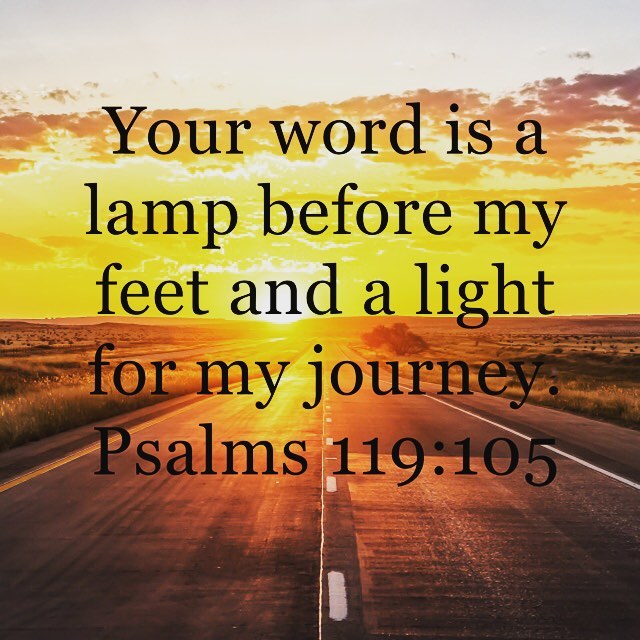 Your word is a
lamp before my
feet and a light
for my journey.
Psalms 119:105